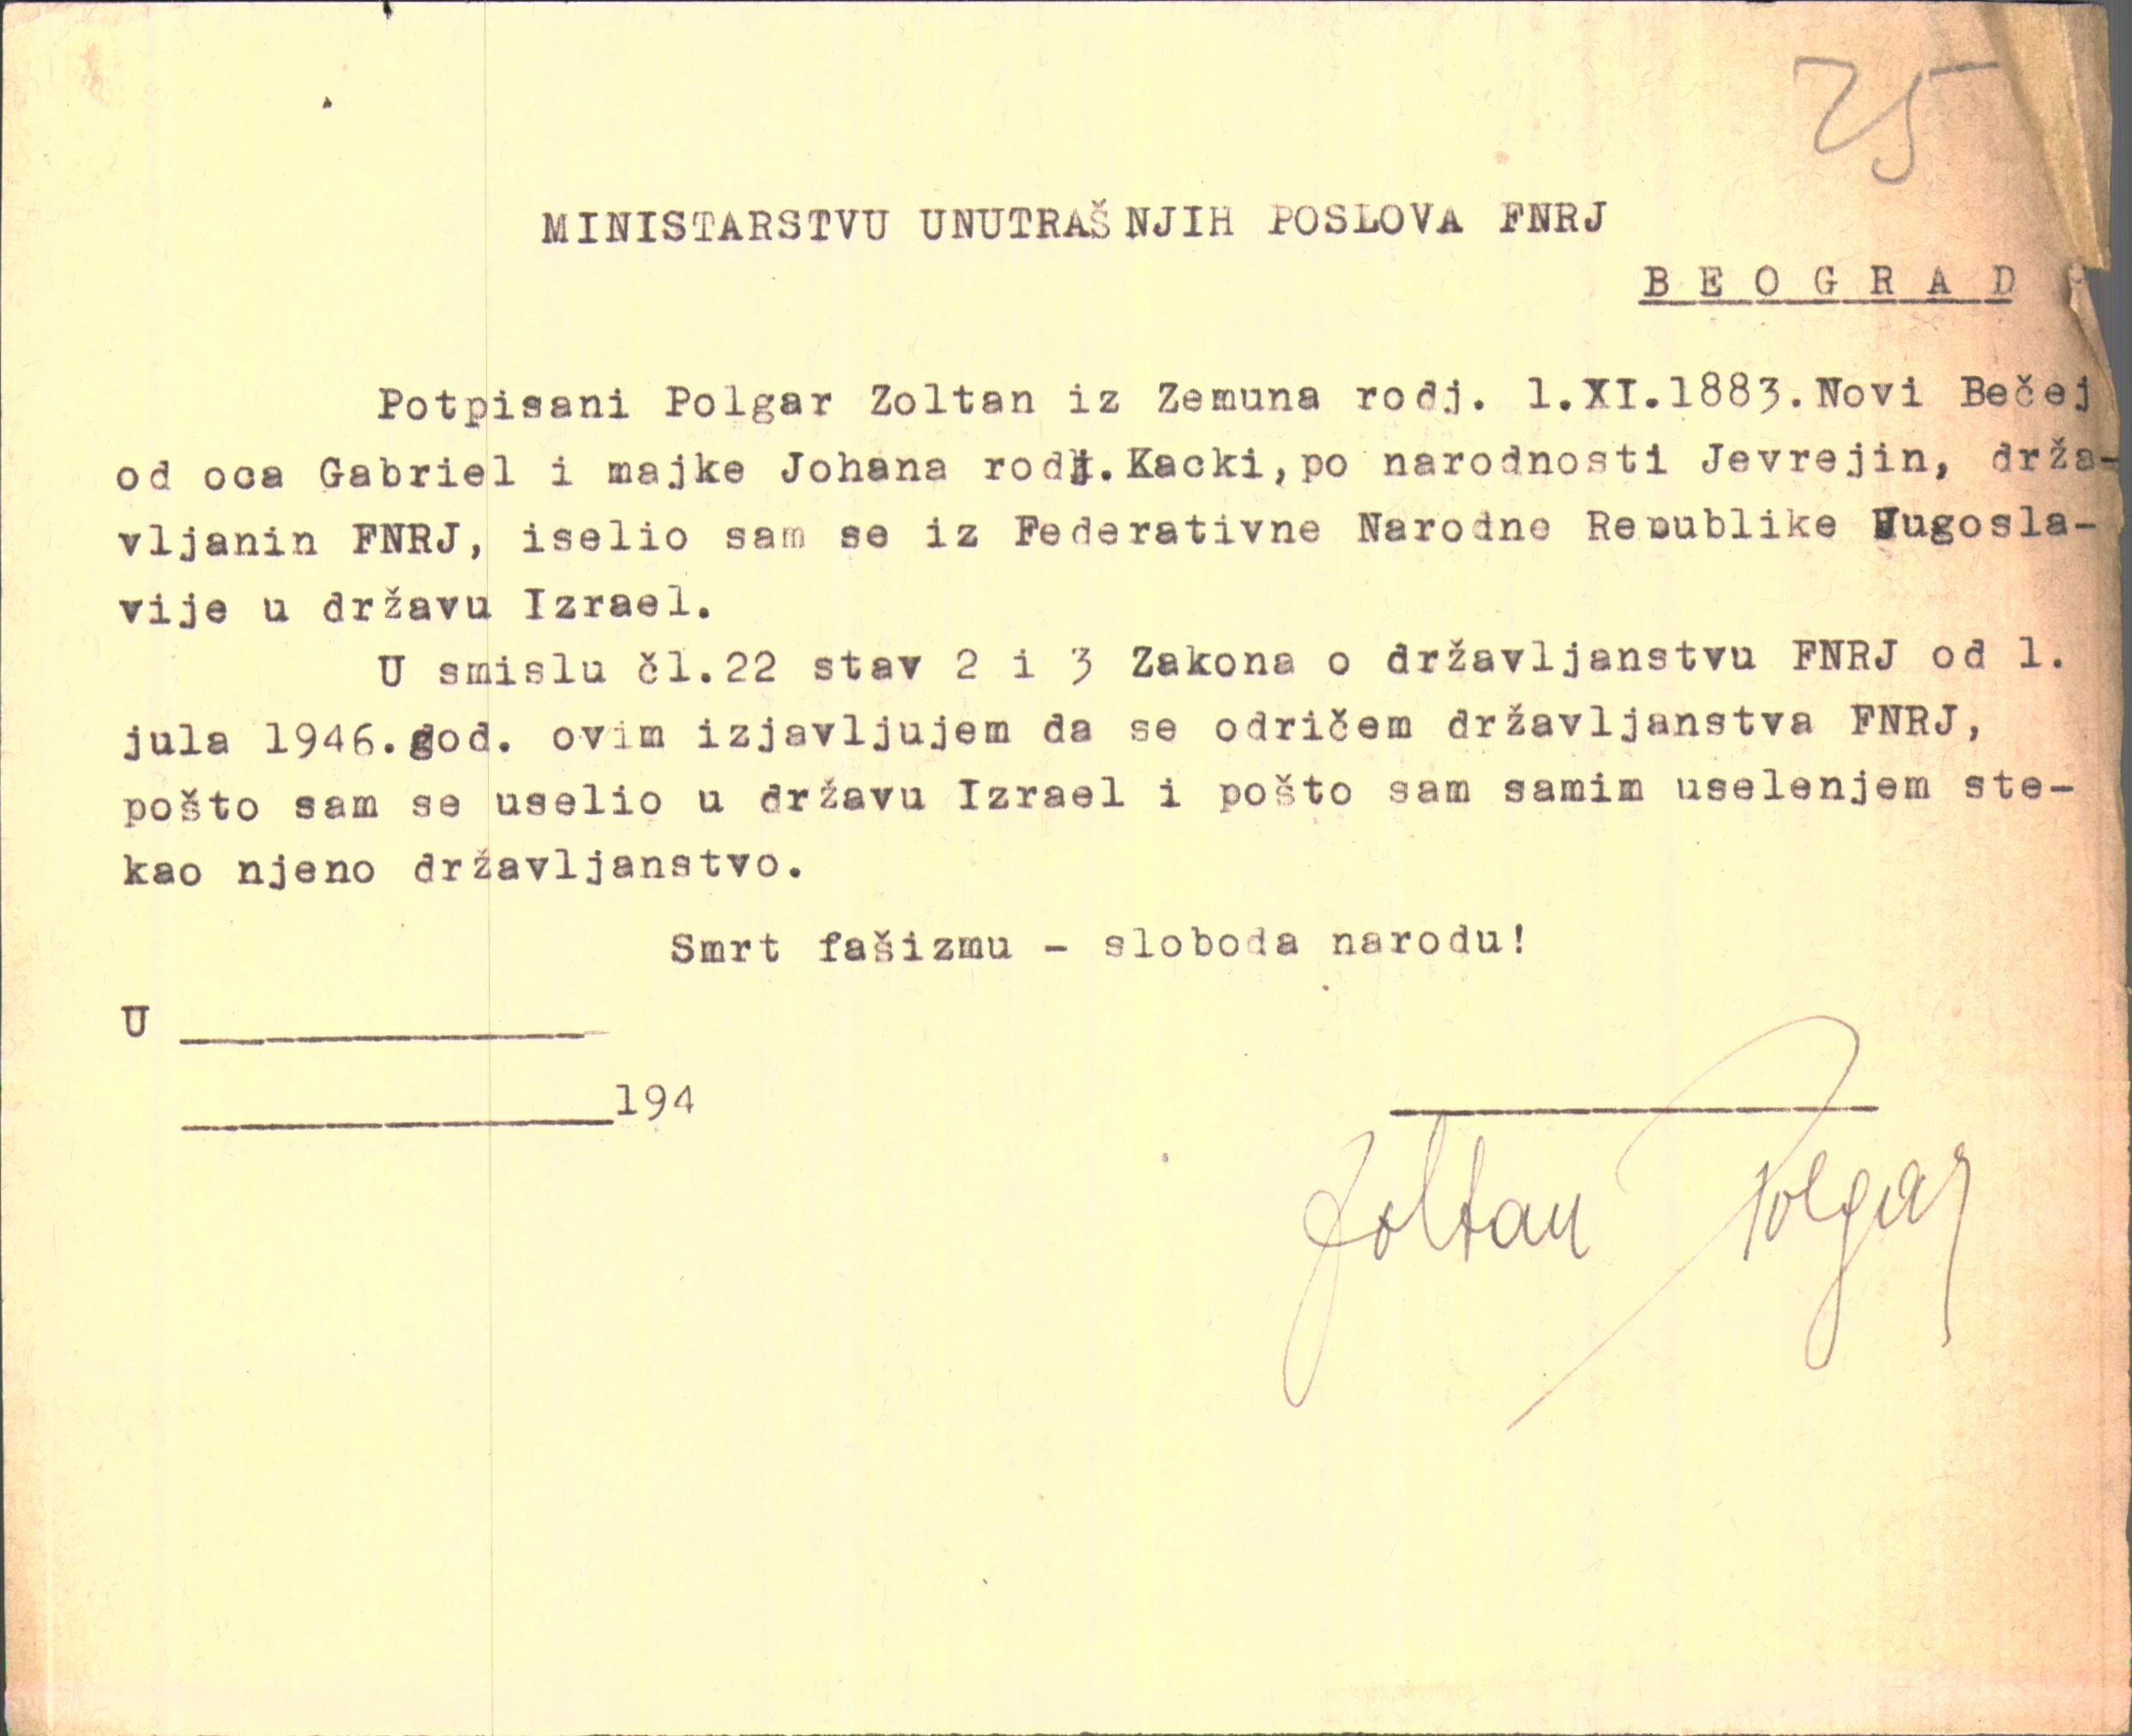 25
MINISTARSTVU UNUTRAŠNJIH POSLOVA FNRJ
B E O G R A D
Potpisani Polgar Zoltan iz Zemuna rodj. 1.XI.1883.Novi Bečej
od oca Gabriel i majke Johana rodj.Kacki,po narodnosti Jevrejin, drža-
vljanin FNRJ, iselio sam se iz Federativne Narodne Republike Jugosla-
vije u državu Izrael.
U smislu čl.22 stav 2 i 3 Zakona o državljanstvu FNRJ od 1.
jula 1946.god. ovim izjavljujem da se odričem državljanstva FNRJ,
pošto sam se uselio u državu Izrael i pošto sam samim uselenjem ste-
kao njeno državljanstvo.
Smrt fašizmu - sloboda narodu!
U ______________
_______________194
_________________
Zoltan Polgar